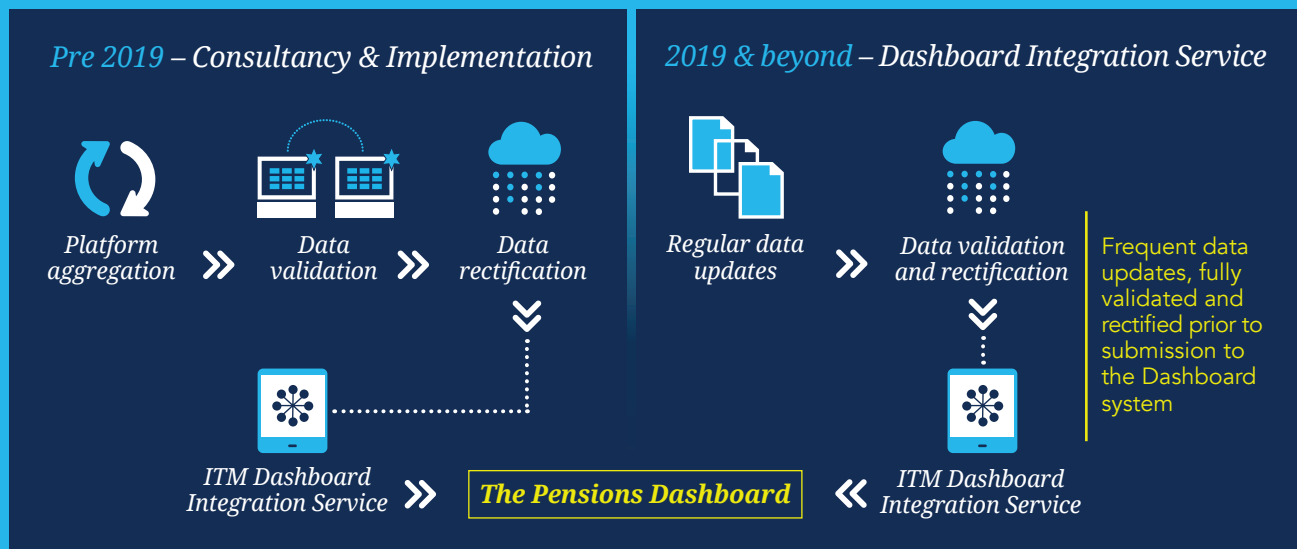 Pre 2019 – Consultancy & Implementation
Platform
aggregation
Data
validation
Data
rectification
ITM Dashboard
Integration Service
2019 & beyond – Dashboard Integration Service
Regular data
updates
Data validation
and rectification
Frequent data
updates, fully
validated and
rectified prior to
submission to
the Dashboard
system
ITM Dashboard
Integration Service
The Pensions Dashboard